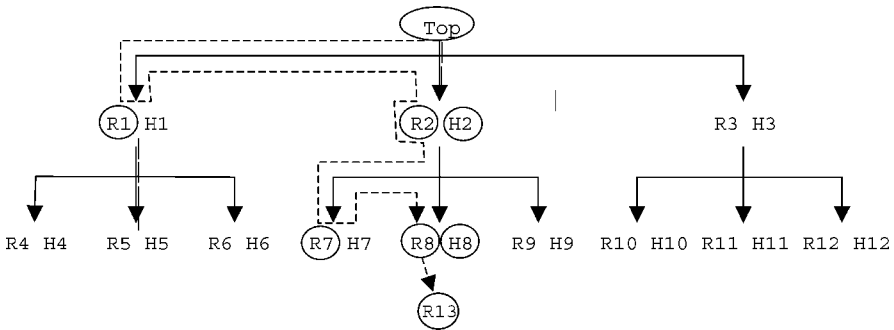 Top
R1 H1 R2 H2 R3 H3
R4 H4 R5 H5 R6 H6 R7 H7 R8 H8 R9 H9 R10 H10 R11 H11 R12 H12
R13